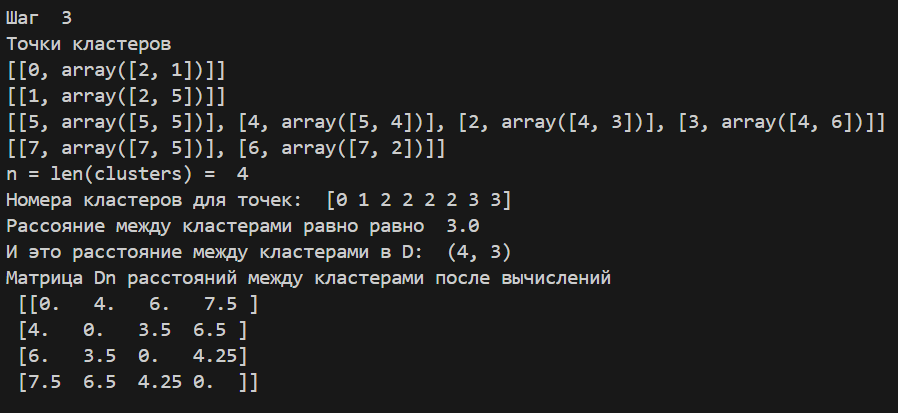 Шаг  3
Точки кластеров
[[0, array([2, 1])]]
[[1, array([2, 5])]]
[[5, array([5, 5])], [4, array([5, 4])], [2, array([4, 3])], [3, array([4, 6])]]
[[7, array([7, 5])], [6, array([7, 2])]]
n = len(clusters) =  4
Номера кластеров для точек:  [0 1 2 2 2 2 3 3]
Рассояние между кластерами равно равно  3.0
И это расстояние между кластерами в D:  (4, 3)
Матрица Dn расстояний между кластерами после вычислений
 [[0.   4.   6.   7.5 ]
 [4.   0.   3.5  6.5 ]
 [6.   3.5  0.   4.25]
 [7.5  6.5  4.25 0.  ]]